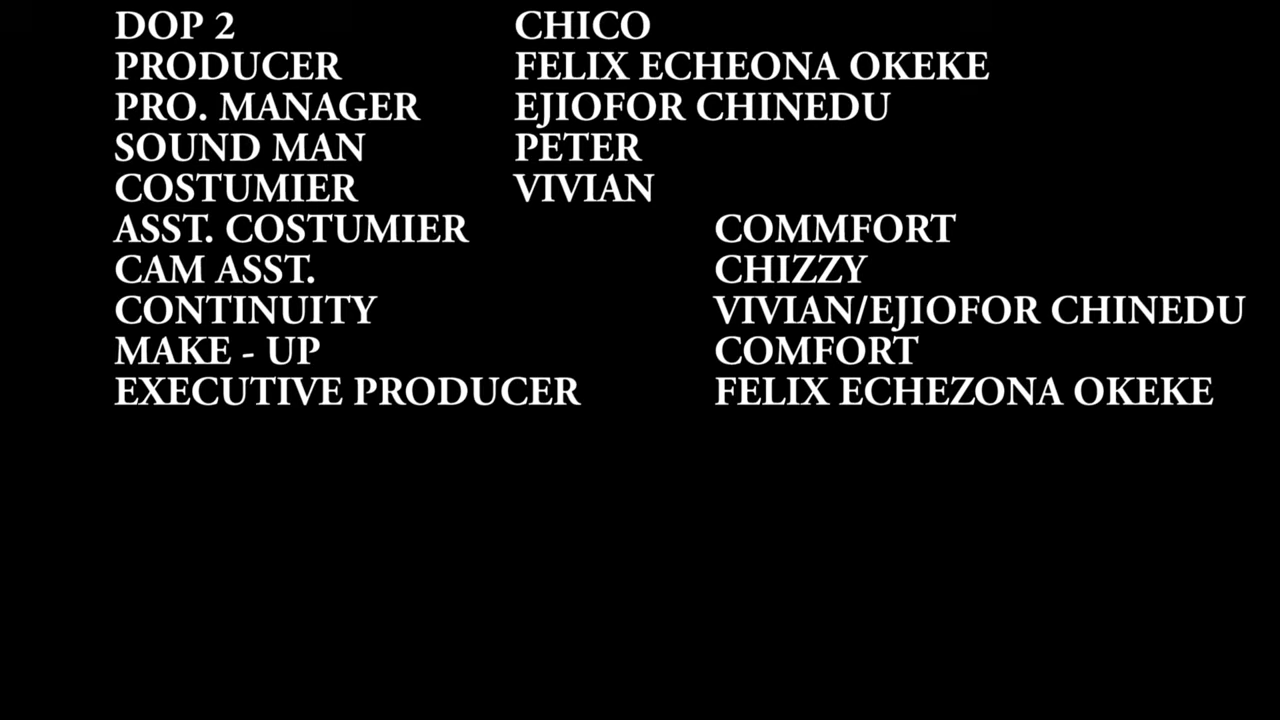 DOP 2 CHICO
PRODUCER FELIX ECHEONA OKEKE
PRO. MANAGER EJIOFOR CHINEDU
SOUND MAN PETER
COSTUMIER VIVIAN
ASST. COSTUMIER COMMFORT
CAM ASST. CHIZZY
CONTINUITY VIVIAN/EJIOFOR CHINEDU
MAKE - UP COMFORT
EXECUTIVE PRODUCER FELIX ECHEZONA OKEKE